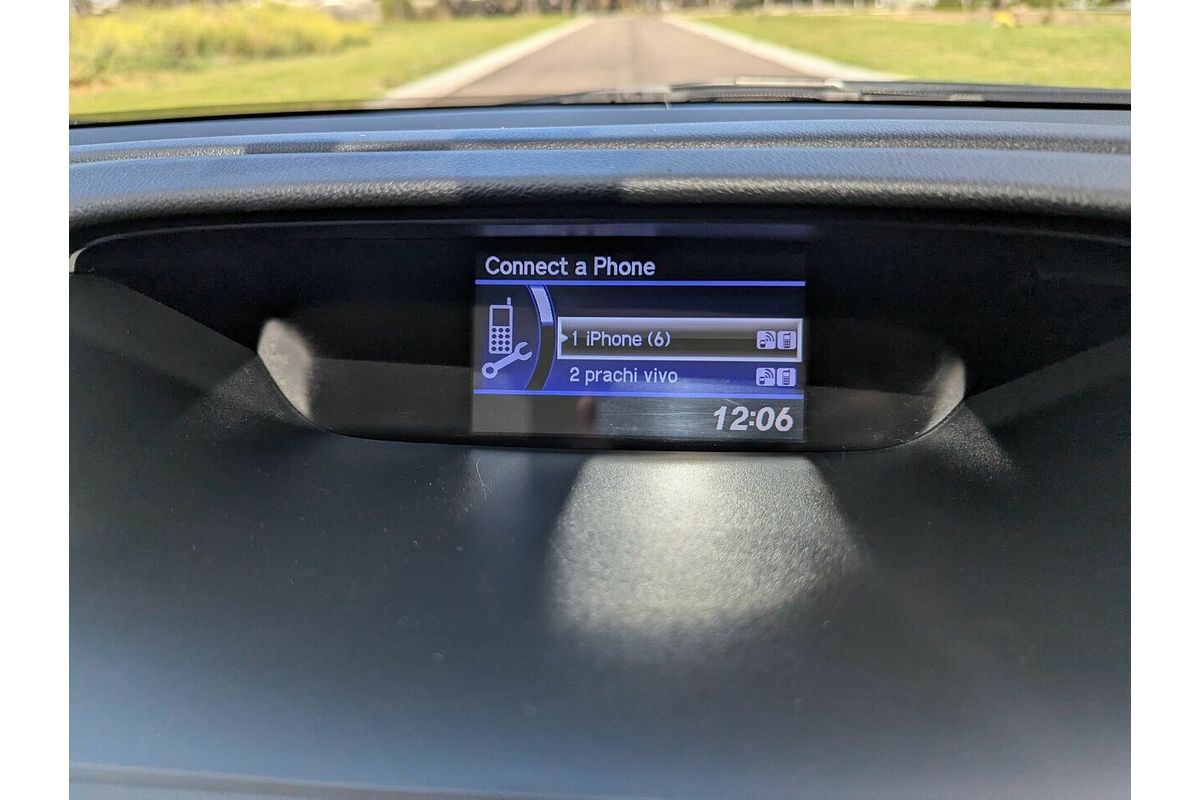 Connect a Phone
1 iPhone (6)
2 prachi vivo
12:06